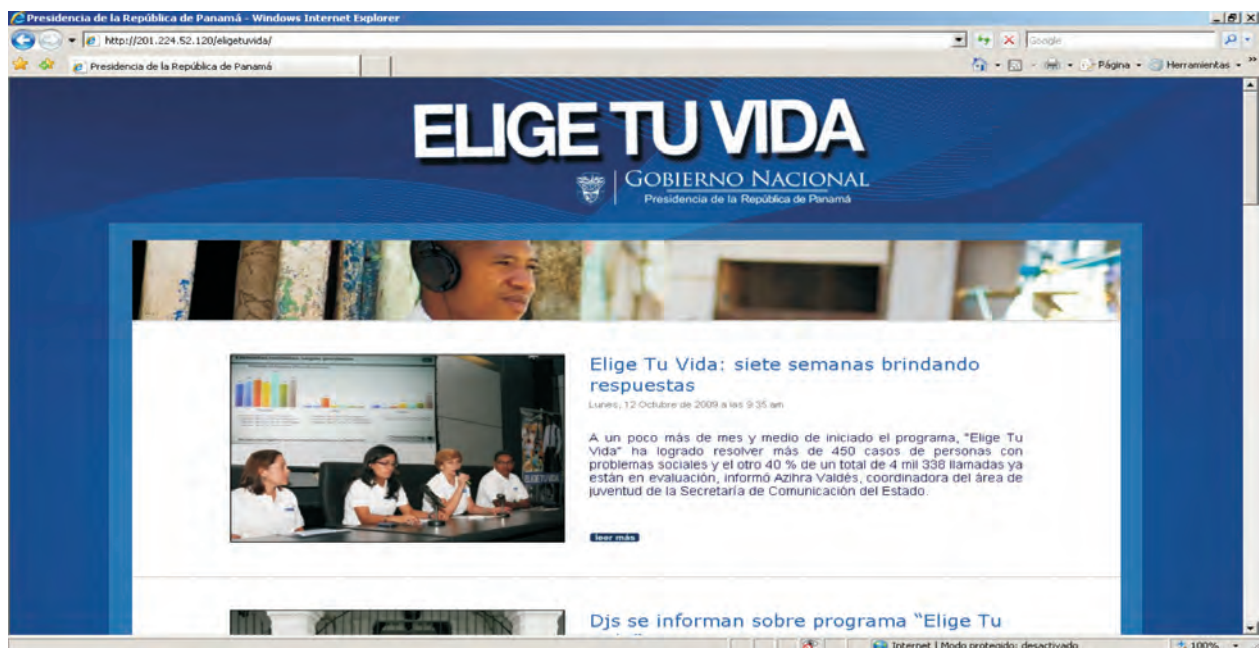 Presidencia de la República de Panamá - Windows Internet Explorer
http://201.224.52.120/eligetuvida/
Google
Presidencia de la República de Panamá
Página
Herramientas
ELIGE TU VIDA
GOBIERNO NACIONAL
Presidencia de la República de Panamá
Elige Tu Vida: siete semanas brindando
respuestas
Lunes, 12 Octubre de 2009 a las 9:35 am
A un poco más de mes y medio de iniciado el programa, "Elige Tu
Vida" ha logrado resolver más de 450 casos de personas con
problemas sociales y el otro 40 % de un total de 4 mil 338 llamadas ya
están en evaluación, informó Azihra Valdés, coordinadora del área de
juventud de la Secretaría de Comunicación del Estado.
leer más
Djs se informan sobre programa "Elige Tu
Internet | Modo protegido: desactivado
100%